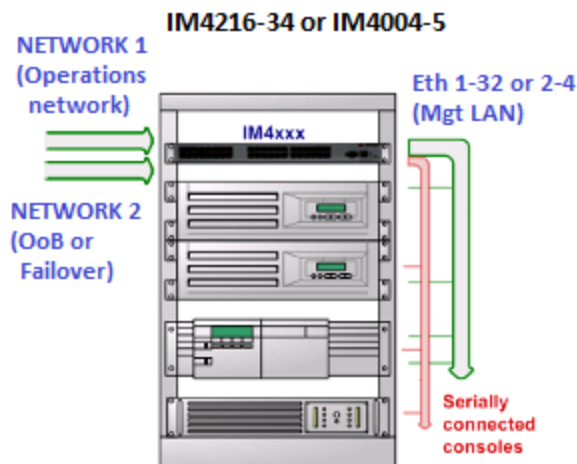 IM4216-34 or IM4004-5
NETWORK 1
(Operations
network)
Eth 1-32 or 2-4
(Mgt LAN)
IM4xxx
NETWORK 2
(OoB or
Failover)
Serially
connected
consoles